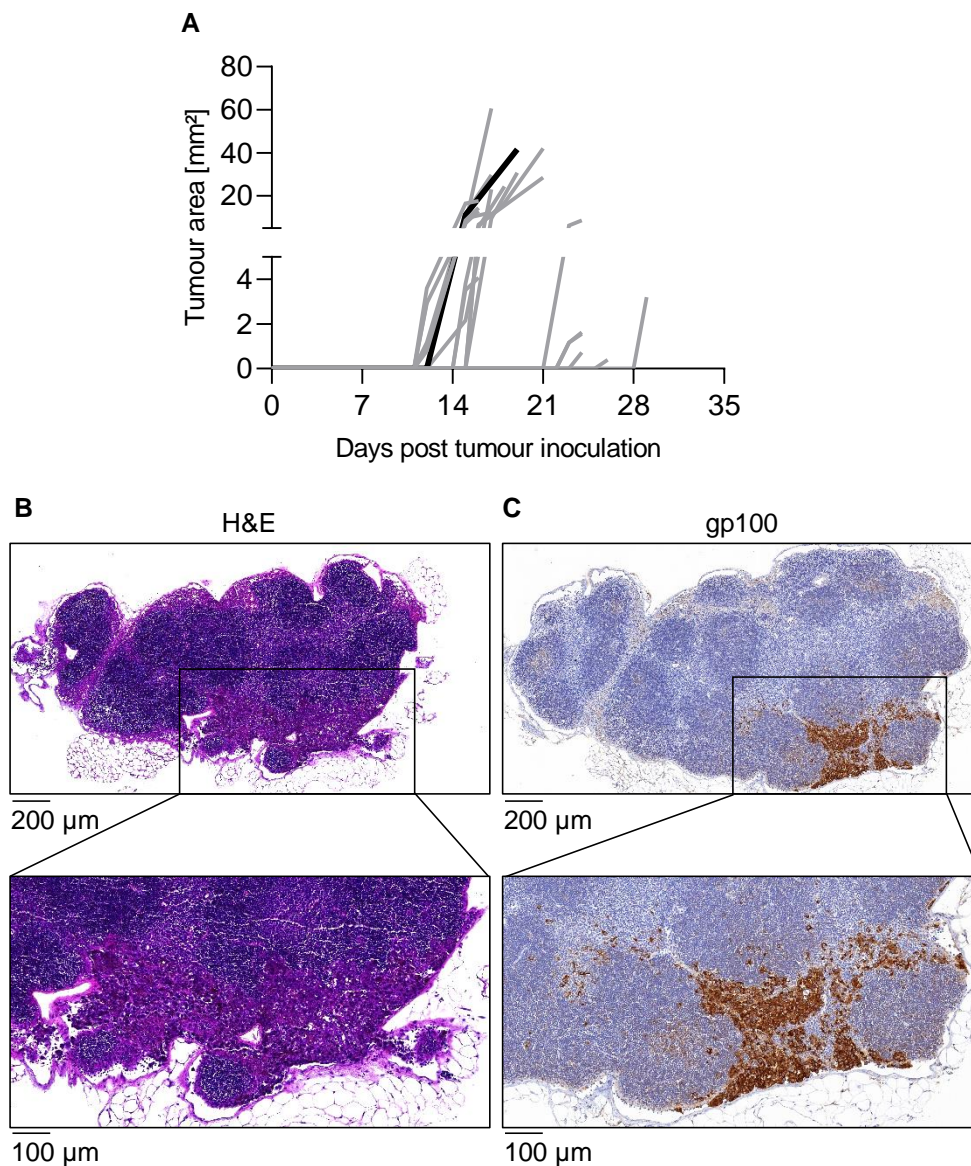 A
Tumour area [mm²]
80
60
40
20
4
2
0
0 7 14 21 28 35
Days post tumour inoculation
B
H&E
C
gp100
200 µm
200 µm
100 µm
100 µm